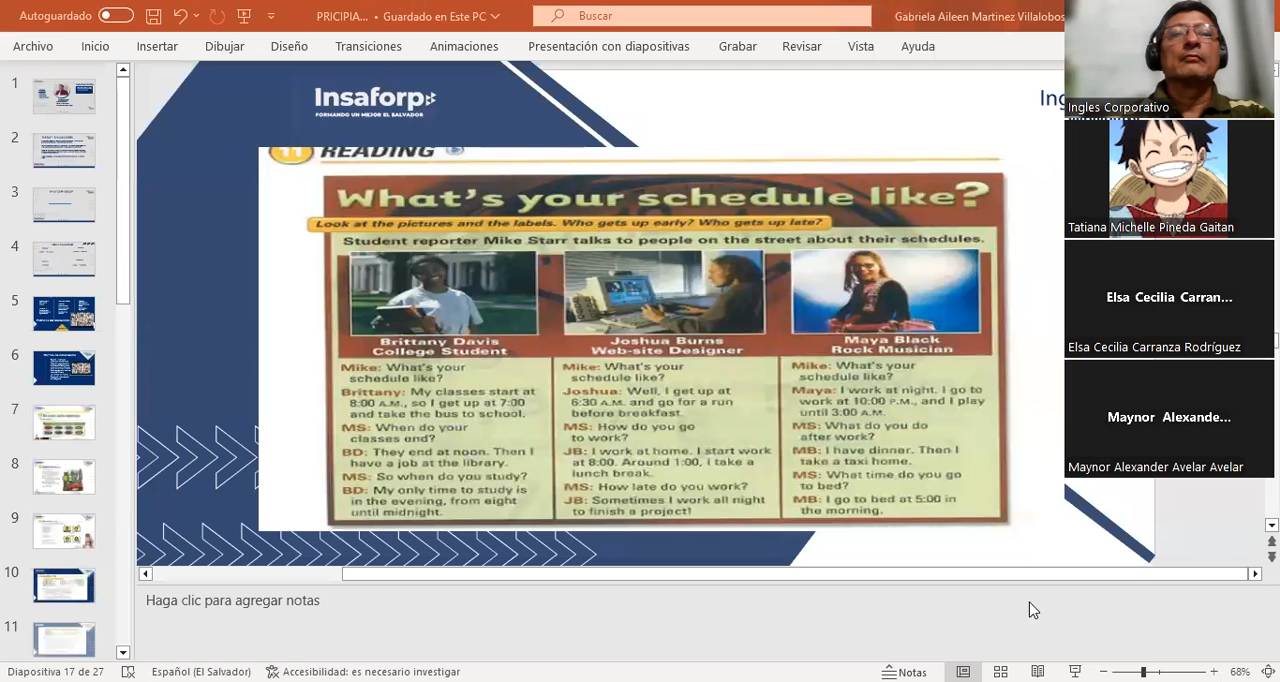 Autoguardado
PRICIPIA... • Guardado en Este PC
Buscar
Gabriela Aileen Martinez Villalobos
Archivo Inicio Insertar Dibujar Diseño Transiciones Animaciones Presentación con diapositivas Grabar Revisar Vista Ayuda
1
2
3
4
5
6
7
8
9
10
11
Insaforp
FORMANDO UN MEJOR EL SALVADOR
READING
What's your schedule like?
Look at the pictures and the labels. Who gets up early? Who gets up late?
Student reporter Mike Starr talks to people on the street about their schedules.
Brittany Davis
College Student
Mike: What's your
schedule like?
Brittany: My classes start at
8:00 A.M., so I get up at 7:00
and take the bus to school.
MS: When do your
classes end?
BD: They end at noon. Then I
have a job at the library.
MS: So when do you study?
BD: My only time to study is
in the evening, from eight
until midnight.
Joshua Burns
Web-site Designer
Mike: What's your
schedule like?
Joshua: Well, I get up at
6:30 A.M. and go for a run
before breakfast.
MS: How do you go
to work?
JB: I work at home. I start work
at 8:00. Around 1:00, I take a
lunch break.
MS: How late do you work?
JB: Sometimes I work all night
to finish a project!
Maya Black
Rock Musician
Mike: What's your
schedule like?
Maya: I work at night. I go to
work at 10:00 P.M., and I play
until 3:00 A.M.
MS: What do you do
after work?
MB: I have dinner. Then I
take a taxi home.
MS: What time do you go
to bed?
MB: I go to bed at 5:00 in
the morning.
Ingles Corporativo
Tatiana Michelle Pineda Gaitan
Elsa Cecilia Carran...
Elsa Cecilia Carranza Rodríguez
Maynor Alexande...
Maynor Alexander Avelar Avelar
Haga clic para agregar notas
Diapositiva 17 de 27
Español (El Salvador)
Accesibilidad: es necesario investigar
Notas
68%